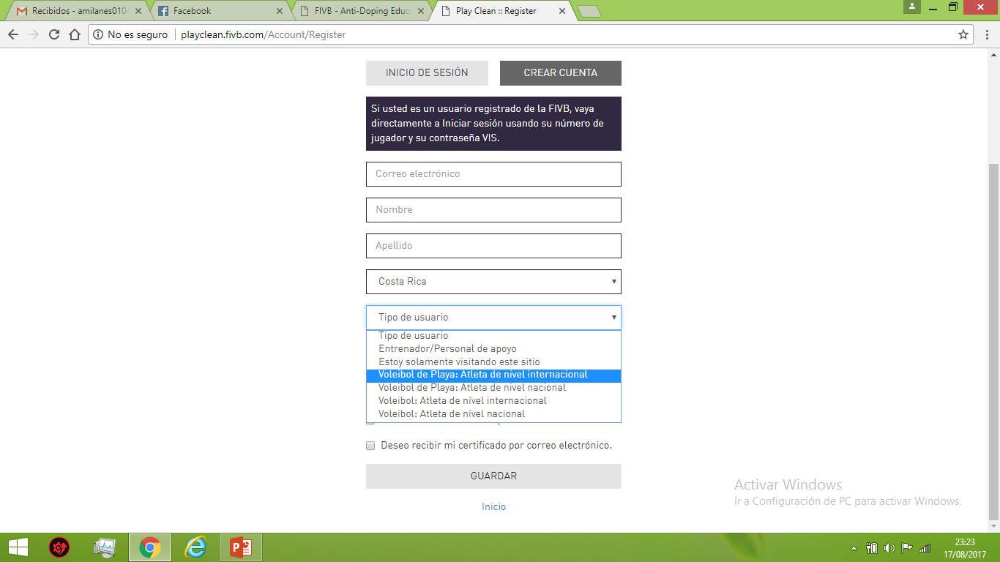 Recibidos - amilanes010
Facebook
FIVB - Anti-Doping Educ
Play Clean :: Register
No es seguro
playclean.fivb.com/Account/Register
INICIO DE SESIÓN
CREAR CUENTA
Si usted es un usuario registrado de la FIVB, vaya
directamente a Iniciar sesión usando su número de
jugador y su contraseña VIS.
Correo electrónico
Nombre
Apellido
Costa Rica
Tipo de usuario
Tipo de usuario
Entrenador/Personal de apoyo
Estoy solamente visitando este sitio
Voleibol de Playa: Atleta de nivel internacional
Voleibol de Playa: Atleta de nivel nacional
Voleibol: Atleta de nível internacional
Voleibol: Atleta de nível nacional
Deseo recibir mi certificado por correo electrónico.
GUARDAR
Inicio
Activar Windows
Ir a Configuración de PC para activar Windows.
23:23
17/08/2017